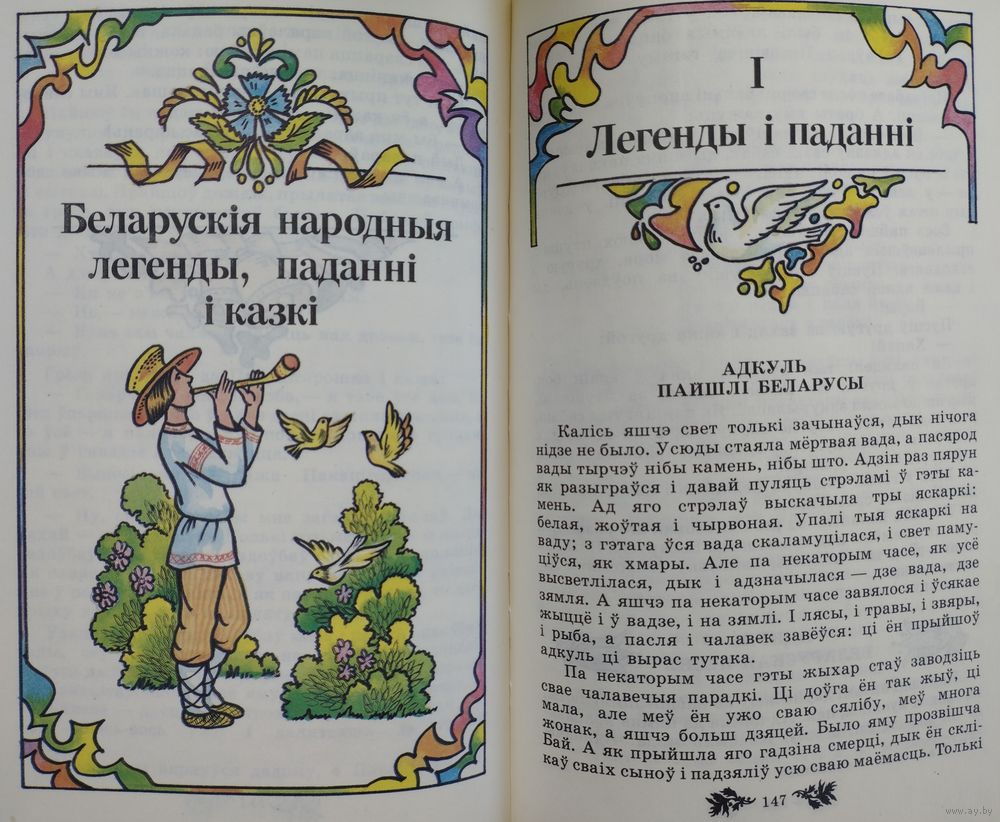 Беларускія народныя
легенды, паданні
і казкі
I
Легенды і паданні
АДКУЛЬ
ПАЙШЛІ БЕЛАРУСЫ
Калісь яшчэ свет толькі зачынаўся, дык нічога
нідзе не было. Усюды стаяла мёртвая вада, а пасярод
вады тырчэў нібы камень, нібы што. Адзін раз пярун
як разыграўся і давай пуляць стрэламі ў гэты ка-
мень. Ад яго стрэлаў выскачыла тры яскаркі:
белая, жоўтая і чырвоная. Упалі тыя яскаркі на
ваду; з гэтага ўся вада скаламуцілася, і свет паму-
ціўся, як хмары. Але па некаторым часе, як усё
высветлілася, дык і адзначылася — дзе вада, дзе
зямля. А яшчэ па некаторым часе завялося і ўсякае
жыццё і ў вадзе, і на зямлі. І лясы, і травы, і звяры,
і рыба, а пасля і чалавек завёўся: ці ён прыйшоў
адкуль ці вырас тутака.
Па некаторым часе гэты жыхар стаў заводзіць
свае чалавечыя парадкі. Ці доўга ён так жыў, ці
мала, але меў ён ужо сваю сялібу, меў многа
жонак, а яшчэ больш дзяцей. Было яму прозвішча
Бай. А як прыйшла яго гадзіна смерці, дык ён склі-
каў сваіх сыноў і падзяліў усю сваю маёмасць. Толькі
147
www.ay.by